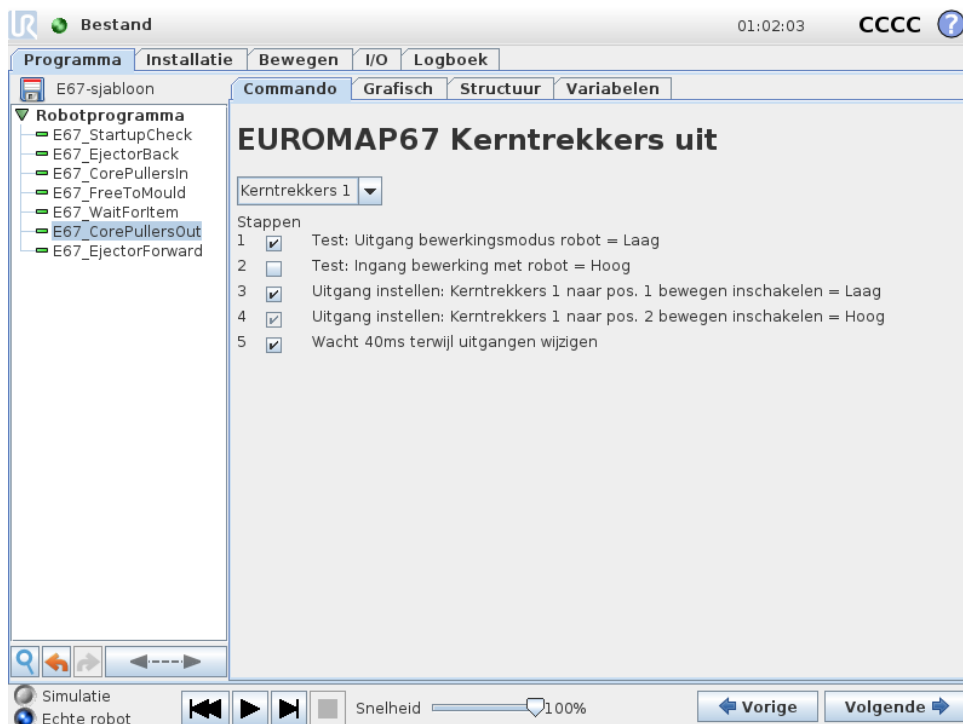 UR Bestand 01:02:03 CCCC ?
Programma Installatie Bewegen I/O Logboek
E67-sjabloon Commando Grafisch Structuur Variabelen
Robotprogramma
E67_StartupCheck
E67_EjectorBack
E67_CorePullersIn
E67_FreeToMould
E67_WaitForItem
E67_CorePullersOut
E67_EjectorForward
EUROMAP67 Kerntrekkers uit
Kerntrekkers 1
Stappen
1 Test: Uitgang bewerkingsmodus robot = Laag
2 Test: Ingang bewerking met robot = Hoog
3 Uitgang instellen: Kerntrekkers 1 naar pos. 1 bewegen inschakelen = Laag
4 Uitgang instellen: Kerntrekkers 1 naar pos. 2 bewegen inschakelen = Hoog
5 Wacht 40ms terwijl uitgangen wijzigen
Simulatie
Echte robot
Snelheid 100% Vorige Volgende